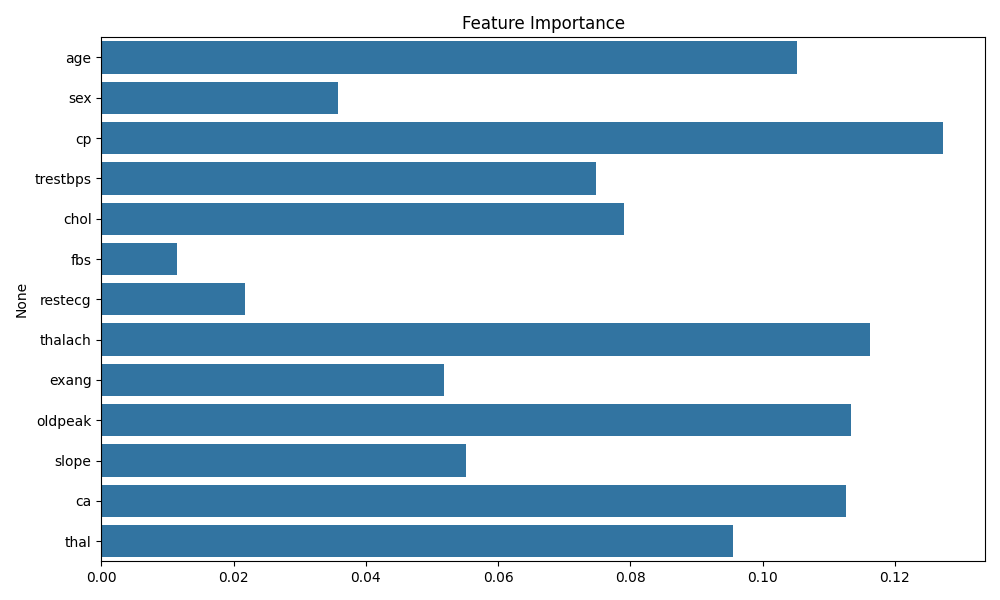 Feature Importance
age
sex
cp
trestbps
chol
fbs
restecg
thalach
exang
oldpeak
slope
ca
thal
None
0.00 0.02 0.04 0.06 0.08 0.10 0.12